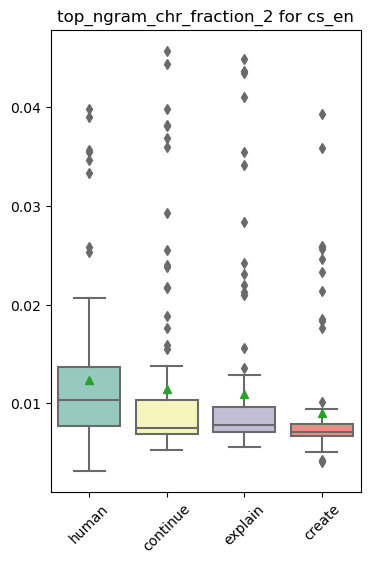 top_ngram_chr_fraction_2 for cs_en
0.04
0.03
0.02
0.01
human
continue
explain
create